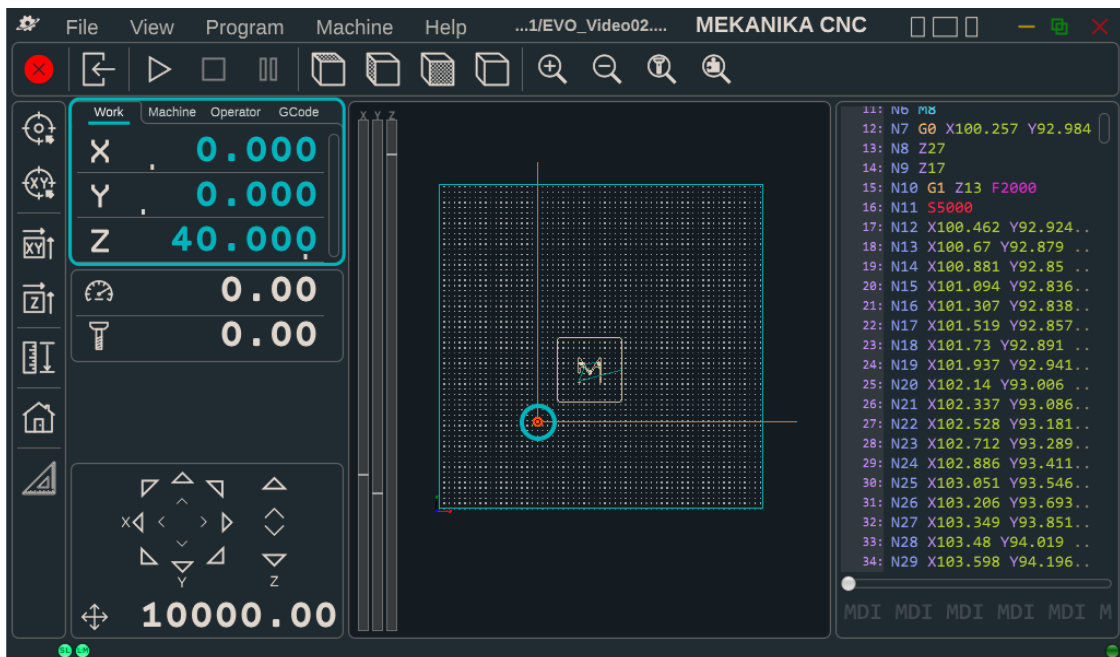 File View Program Machine Help ...1/EVO_Video02.... MEKANIKA CNC
Work Machine Operator GCode
X 0.000
Y 0.000
Z 40.000
0.00
0.00
XY
XY
Z
X
Y
Z
10000.00
X Y Z
M
11: N6 M8
12: N7 G0 X100.257 Y92.984
13: N8 Z27
14: N9 Z17
15: N10 G1 Z13 F2000
16: N11 S5000
17: N12 X100.462 Y92.924..
18: N13 X100.67 Y92.879 ..
19: N14 X100.881 Y92.85 ..
20: N15 X101.094 Y92.836..
21: N16 X101.307 Y92.838..
22: N17 X101.519 Y92.857..
23: N18 X101.73 Y92.891 ..
24: N19 X101.937 Y92.941..
25: N20 X102.14 Y93.006 ..
26: N21 X102.337 Y93.086..
27: N22 X102.528 Y93.181..
28: N23 X102.712 Y93.289..
29: N24 X102.886 Y93.411..
30: N25 X103.051 Y93.546..
31: N26 X103.206 Y93.693..
32: N27 X103.349 Y93.851..
33: N28 X103.48 Y94.019 ..
34: N29 X103.598 Y94.196..
MDI MDI MDI MDI MDI M
SL LM